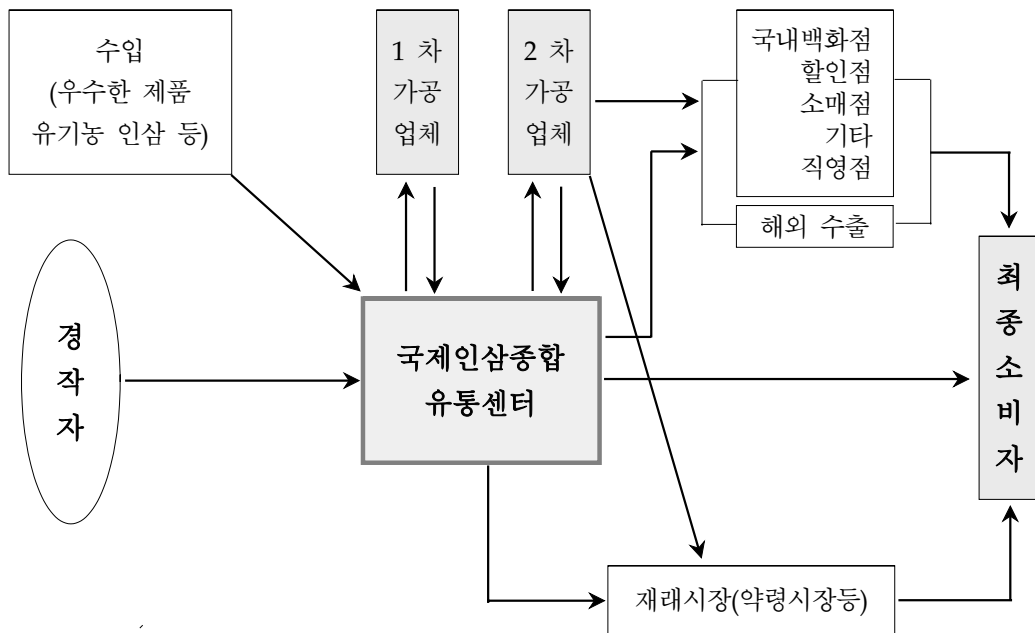 수입
(우수한 제품
유기농 인삼 등)
1 차
가공
업체
2 차
가공
업체
국내백화점
할인점
소매점
기타
직영점
해외 수출
경
작
자
국제인삼종합
유통센터
최
종
소
비
자
재래시장(약령시장등)